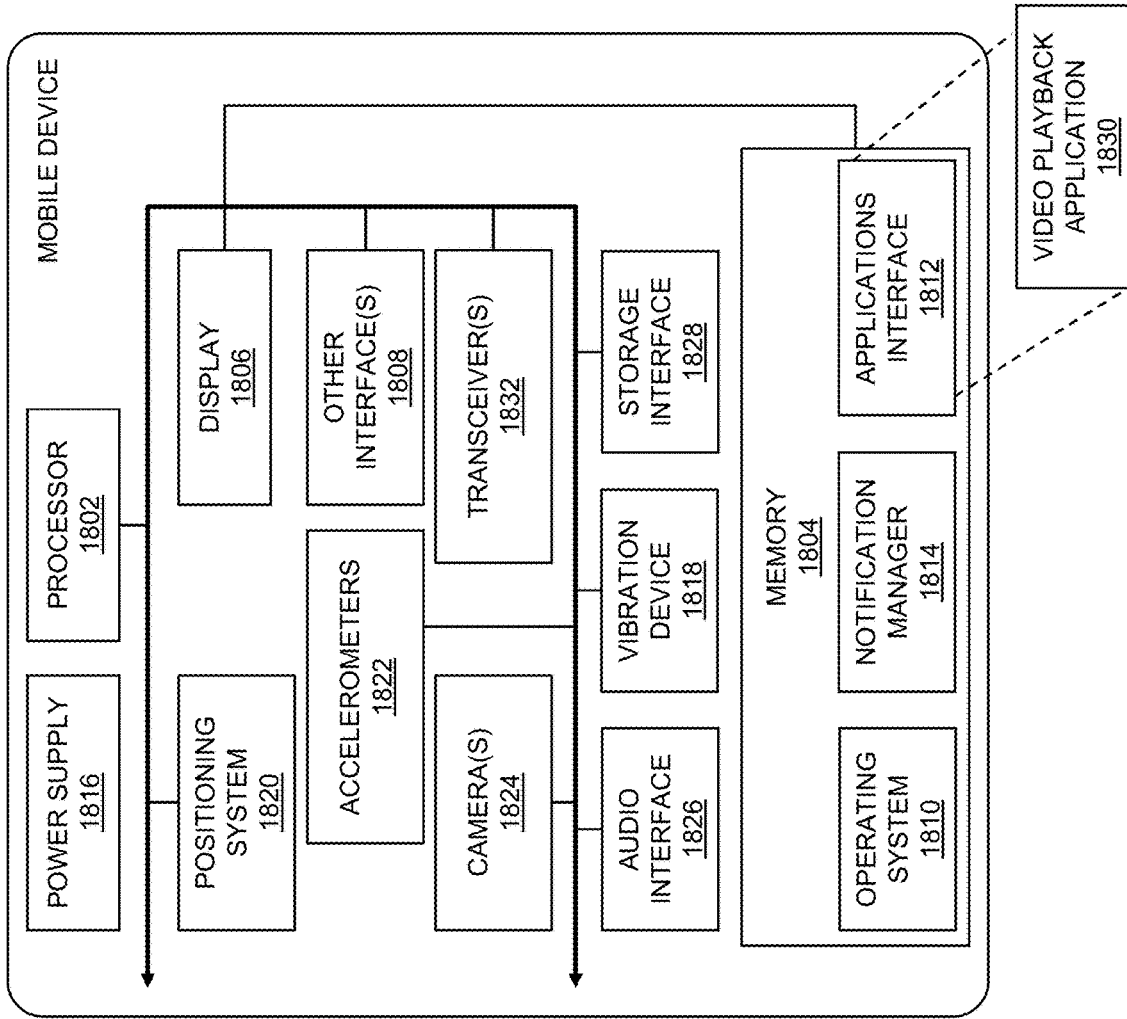 MOBILE DEVICE
POWER SUPPLY
1816
PROCESSOR
1802
POSITIONING
SYSTEM
1820
DISPLAY
1806
ACCELEROMETERS
1822
OTHER
INTERFACE(S)
1808
CAMERA(S)
1824
TRANSCEIVER(S)
1832
AUDIO
INTERFACE
1826
VIBRATION
DEVICE
1818
STORAGE
INTERFACE
1828
MEMORY
1804
OPERATING
SYSTEM
1810
NOTIFICATION
MANAGER
1814
APPLICATIONS
INTERFACE
1812
VIDEO PLAYBACK
APPLICATION
1830